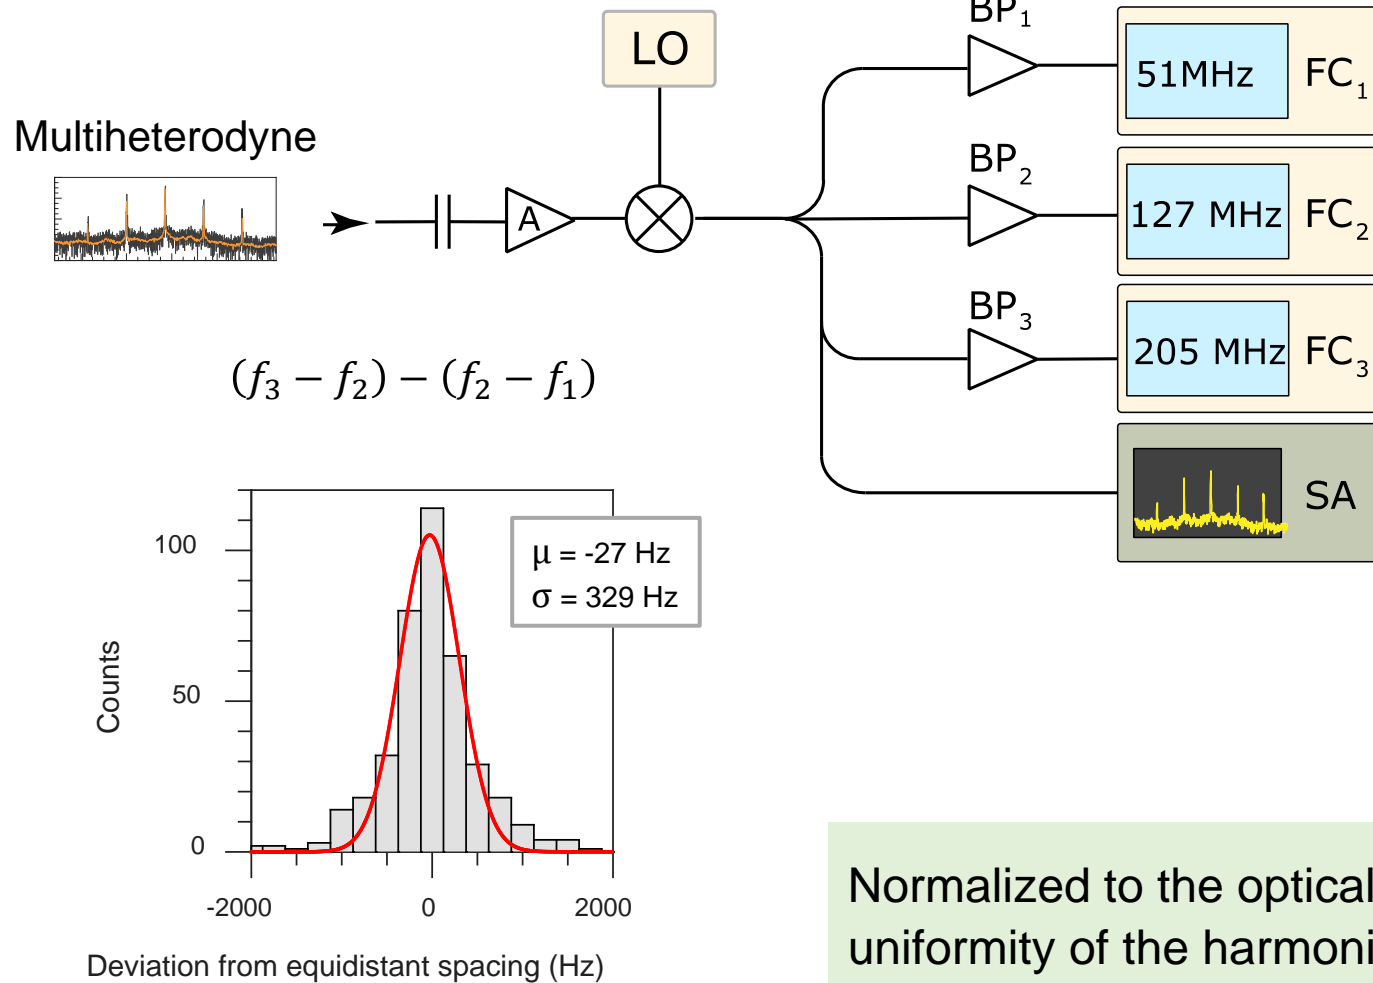 BP1
LO
51MHz FC1
Multiheterodyne
BP2
A
127 MHz FC2
BP3
205 MHz FC3
(f3 − f2) − (f2 − f1)
SA
μ = -27 Hz
σ = 329 Hz
100
50
0
Counts
-2000 0 2000
Deviation from equidistant spacing (Hz)
Normalized to the optical
uniformity of the harmoni